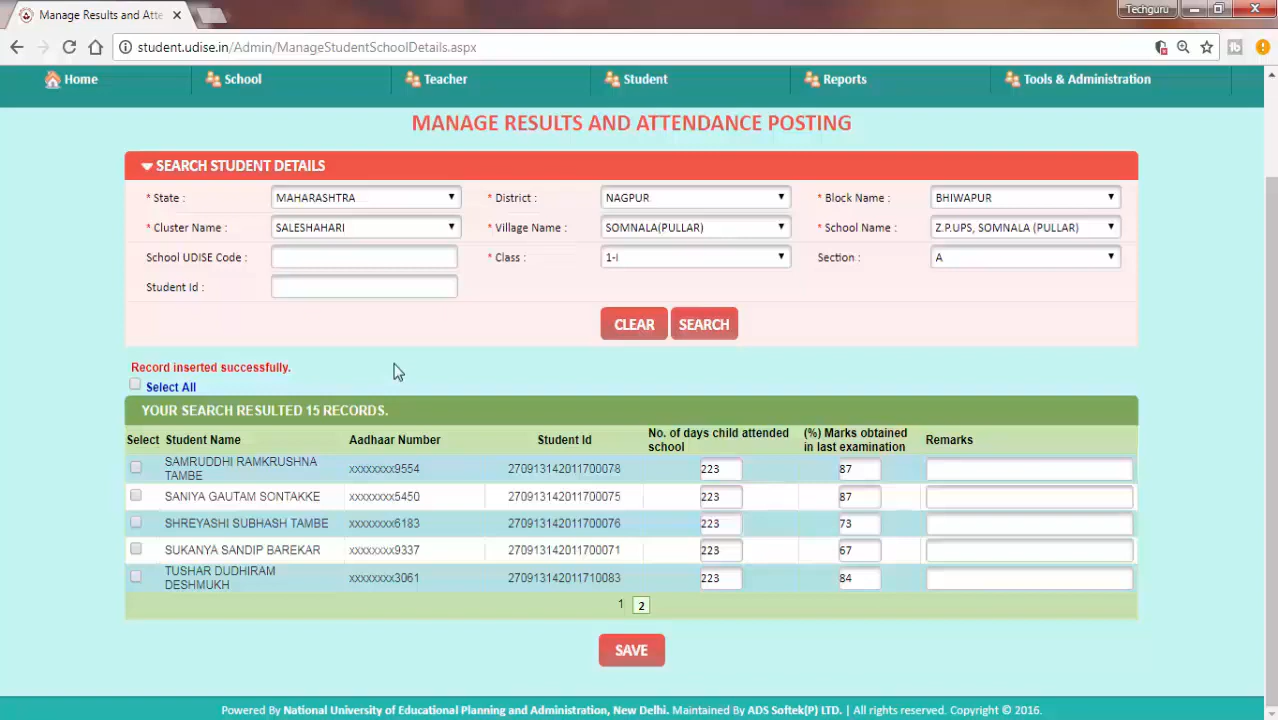 Manage Results and Atte
Techguru
student.udise.in/Admin/ManageStudentSchoolDetails.aspx
Home School Teacher Student Reports Tools & Administration
MANAGE RESULTS AND ATTENDANCE POSTING
SEARCH STUDENT DETAILS
* State : MAHARASHTRA * District : NAGPUR * Block Name : BHIWAPUR
* Cluster Name : SALESHAHARI * Village Name : SOMNALA(PULLAR) * School Name : Z.P.UPS, SOMNALA (PULLAR)
School UDISE Code : * Class : 1-I Section : A
Student Id :
CLEAR SEARCH
Record inserted successfully.
Select All
YOUR SEARCH RESULTED 15 RECORDS.
Select Student Name Aadhaar Number Student Id No. of days child attended school (%) Marks obtained in last examination Remarks
SAMRUDDHI RAMKRUSHNA TAMBE xxxxxxxx9554 270913142011700078 223 87
SANIYA GAUTAM SONTAKKE xxxxxxxx5450 270913142011700075 223 87
SHREYASHI SUBHASH TAMBE xxxxxxxx6183 270913142011700076 223 73
SUKANYA SANDIP BAREKAR xxxxxxxx9337 270913142011700071 223 67
TUSHAR DUDHIRAM DESHMUKH xxxxxxxx3061 270913142011710083 223 84
1 2
SAVE
Powered By National University of Educational Planning and Administration, New Delhi. Maintained By ADS Softek(P) LTD. | All rights reserved. Copyright © 2016.